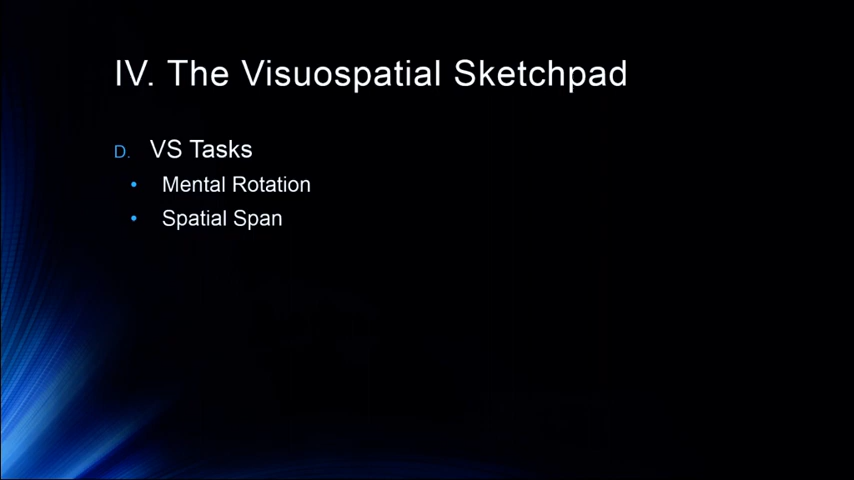 IV. The Visuospatial Sketchpad
D. VS Tasks
• Mental Rotation
• Spatial Span